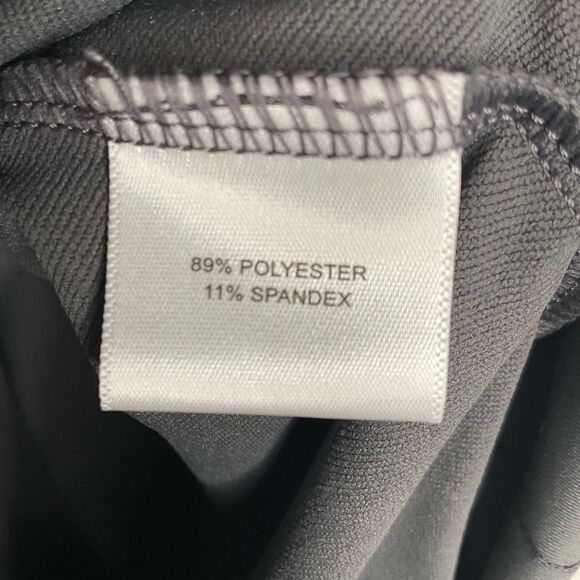 89% POLYESTER
11% SPANDEX